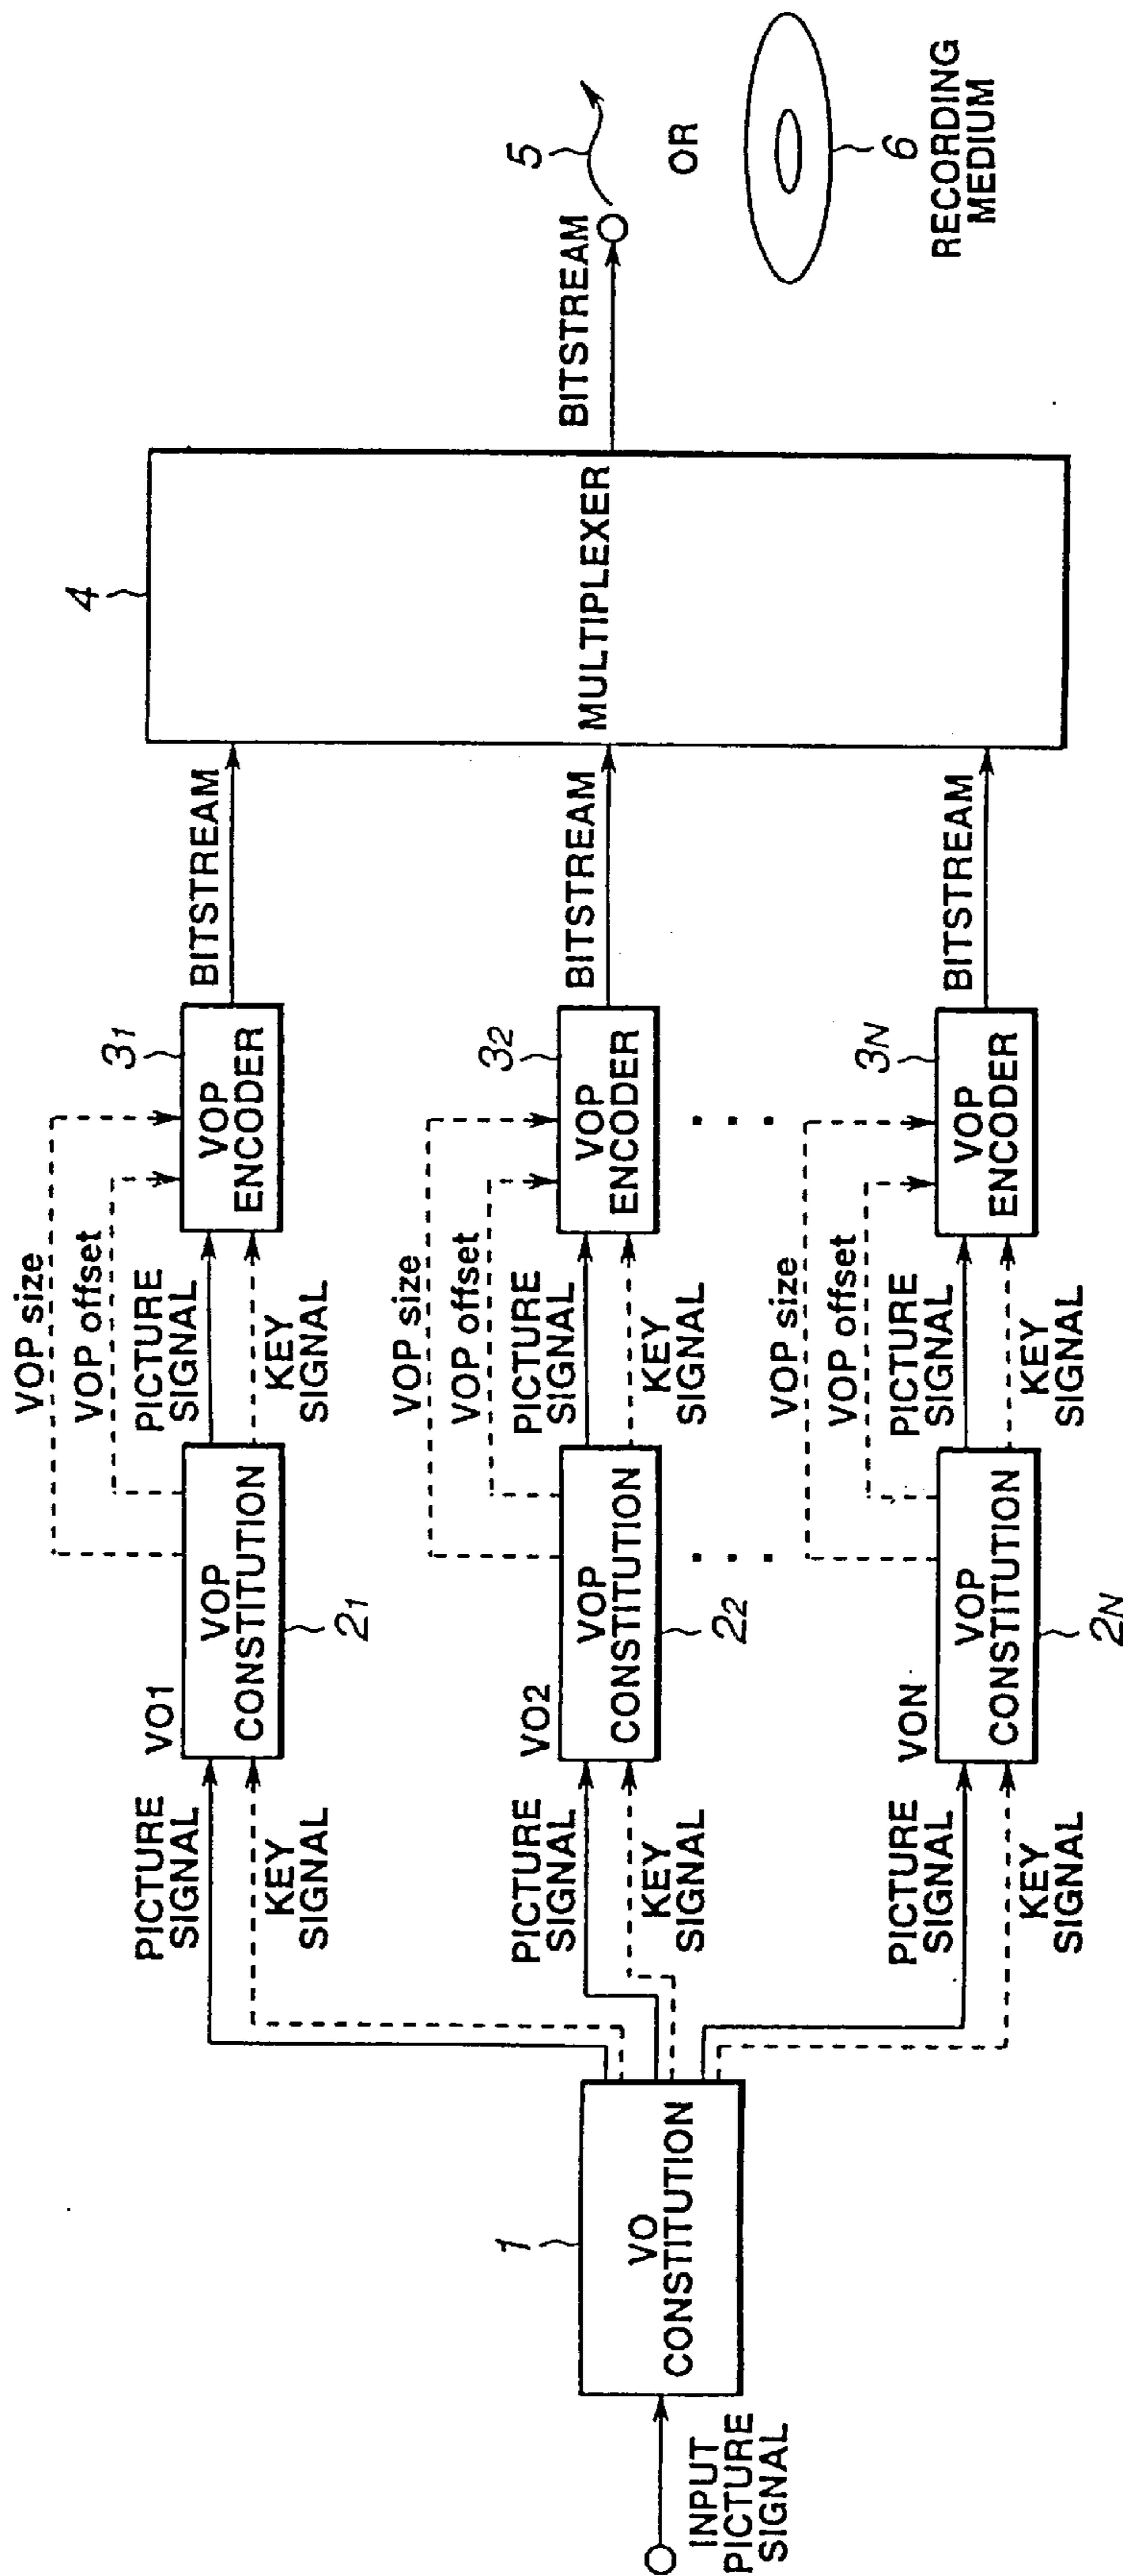 INPUT
PICTURE
SIGNAL
1
VO
CONSTITUTION
PICTURE
SIGNAL
KEY
SIGNAL
VO1
VOP
CONSTITUTION
21
VOP size
VOP offset
PICTURE
SIGNAL
KEY
SIGNAL
31
VOP
ENCODER
BITSTREAM
PICTURE
SIGNAL
KEY
SIGNAL
VO2
VOP
CONSTITUTION
22
VOP size
VOP offset
PICTURE
SIGNAL
KEY
SIGNAL
32
VOP
ENCODER
BITSTREAM
. . .
. . .
PICTURE
SIGNAL
KEY
SIGNAL
VON
VOP
CONSTITUTION
2N
VOP size
VOP offset
PICTURE
SIGNAL
KEY
SIGNAL
3N
VOP
ENCODER
BITSTREAM
4
MULTIPLEXER
BITSTREAM
5
OR
6
RECORDING
MEDIUM